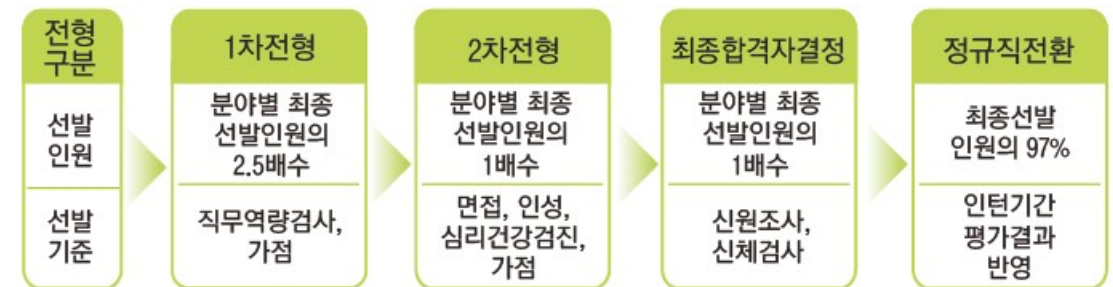 전형
구분
선발
인원
선발
기준
1차전형
분야별 최종
선발인원의
2.5배수
직무역량검사,
가점
2차전형
분야별 최종
선발인원의
1배수
면접, 인성,
심리건강검진,
가점
최종합격자결정
분야별 최종
선발인원의
1배수
신원조사,
신체검사
정규직전환
최종선발
인원의 97%
인턴기간
평가결과
반영